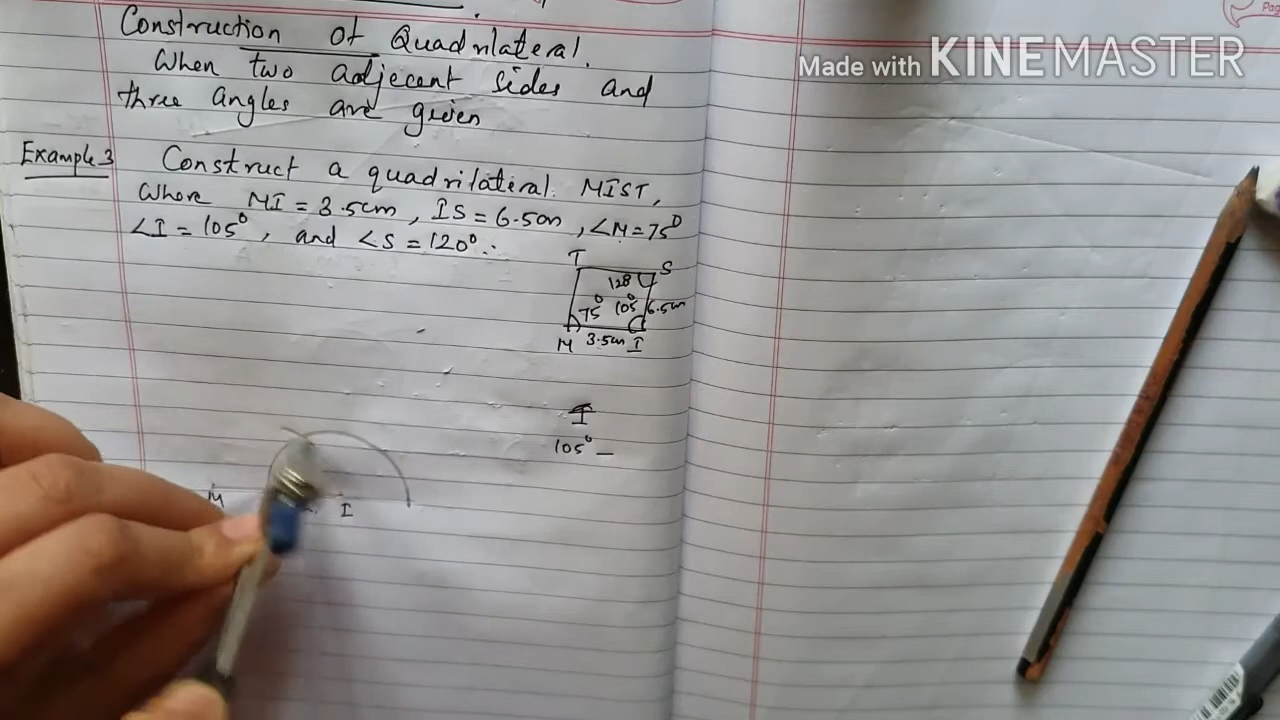 Construction of Quadrilateral.
When two adjecent sides and
three angles are given
Example 3 Construct a quadrilateral MIST,
Where MI = 3.5cm, IS = 6.5cm, ∠M = 75°
∠I = 105°, and ∠S = 120°.
T S
120
75° 105° 6.5cm
M 3.5cm I
I
105° –
M I
Made with KINEMASTER
Pag